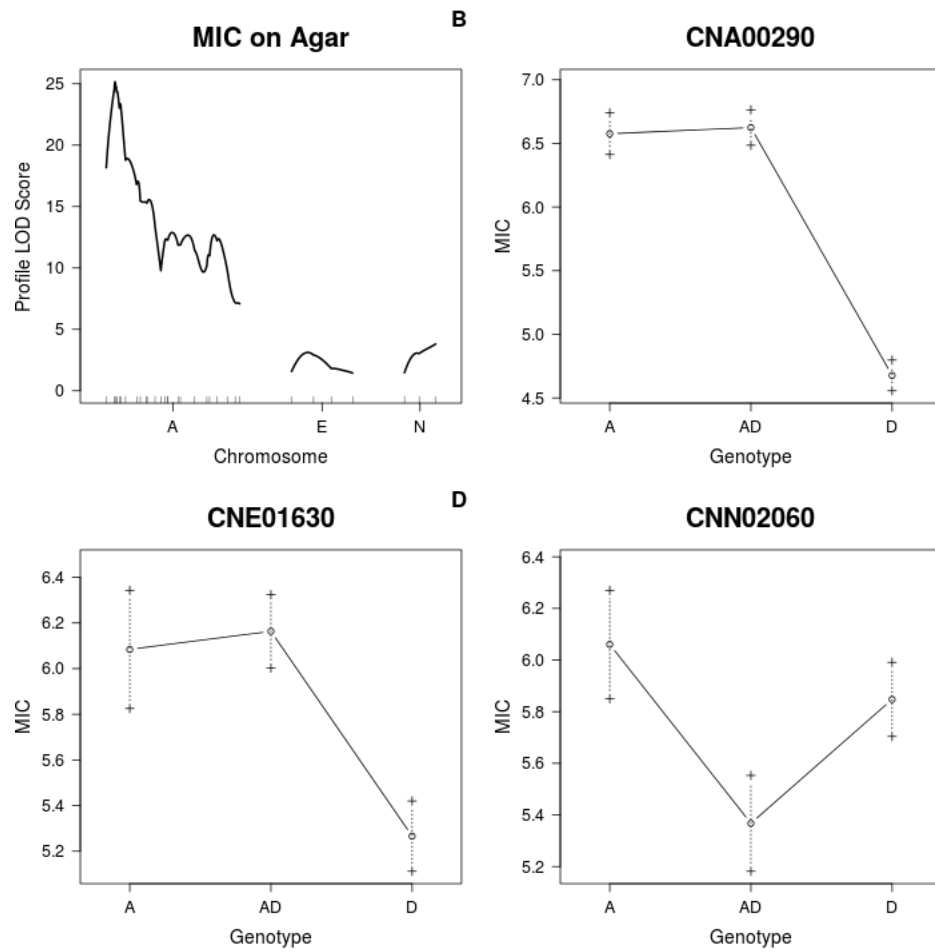 B
MIC on Agar
Profile LOD Score
25
20
15
10
5
0
A
E
N
Chromosome
CNA00290
MIC
7.0
6.5
6.0
5.5
5.0
4.5
A
AD
D
Genotype
D
CNE01630
MIC
6.4
6.2
6.0
5.8
5.6
5.4
5.2
A
AD
D
Genotype
CNN02060
MIC
6.4
6.2
6.0
5.8
5.6
5.4
5.2
A
AD
D
Genotype